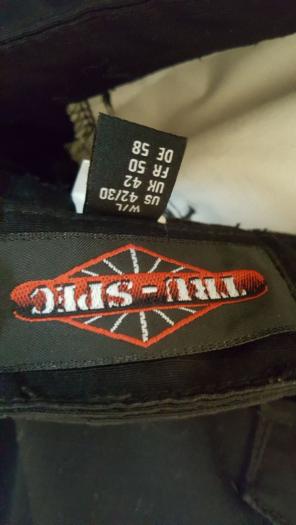 TRU-SPEC
W/L
US 42/30
UK 42
FR 50
DE 58